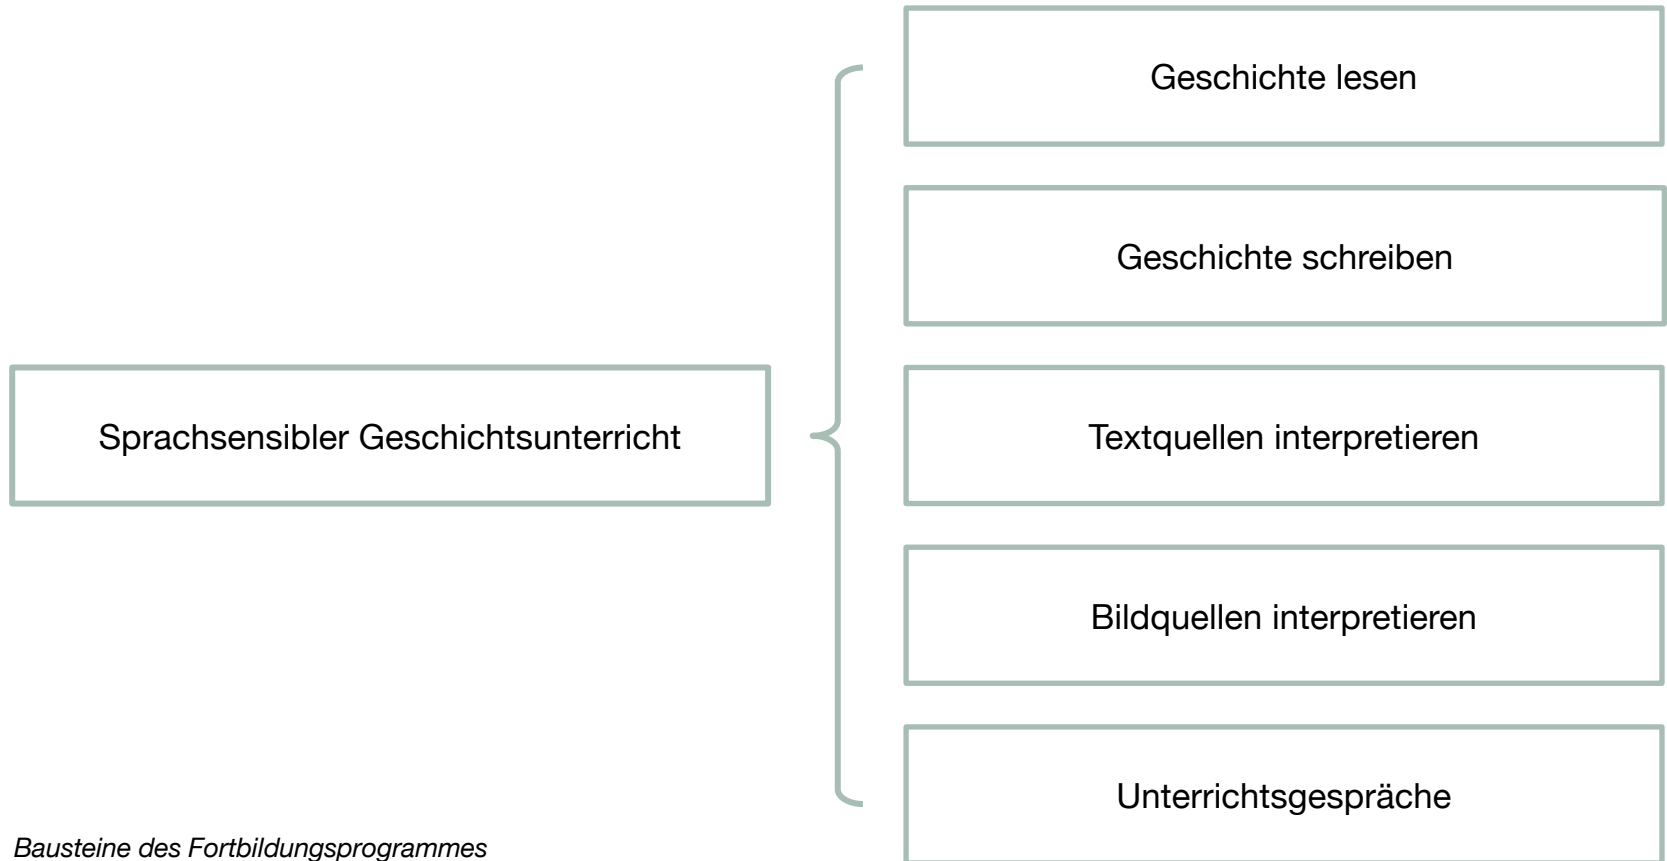 Geschichte lesen
Geschichte schreiben
Sprachsensibler Geschichtsunterricht
Textquellen interpretieren
Bildquellen interpretieren
Unterrichtsgespräche
Bausteine des Fortbildungsprogrammes